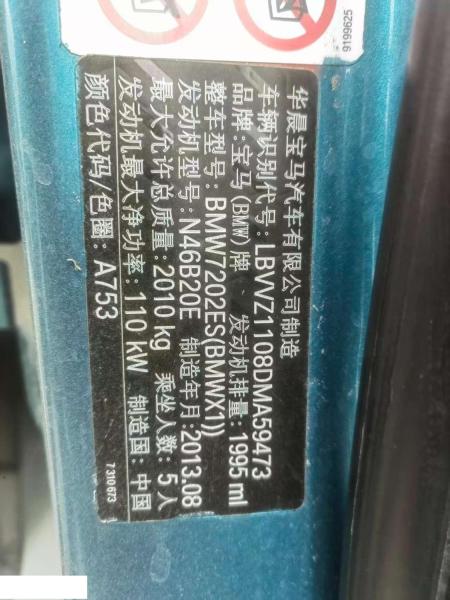 9199625
华晨宝马汽车有限公司制造
车辆识别代号: LBVVZ1108DMA59473
品牌: 宝马 (BMW) 牌 发动机排量: 1995 ml
整车型号: BMW7202ES(BMWX1))
发动机型号: N46B20E 制造年月: 2013.08
最大允许总质量: 2010 kg 乘坐人数: 5 人
发动机最大净功率: 110 kW 制造国: 中国
颜色代码/色圈: A753
7 310 673